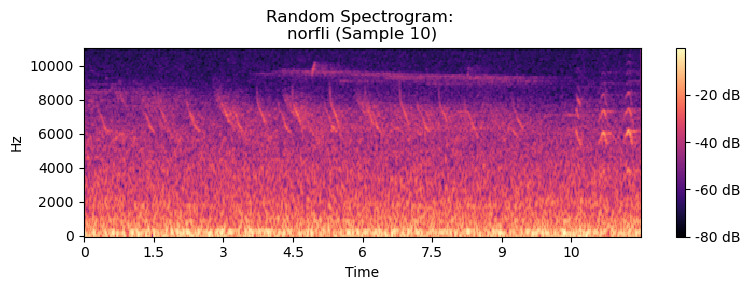 Random Spectrogram:
norfli (Sample 10)
10000
8000
6000
4000
2000
0
Hz
0 1.5 3 4.5 6 7.5 9 10
Time
-20 dB
-40 dB
-60 dB
-80 dB